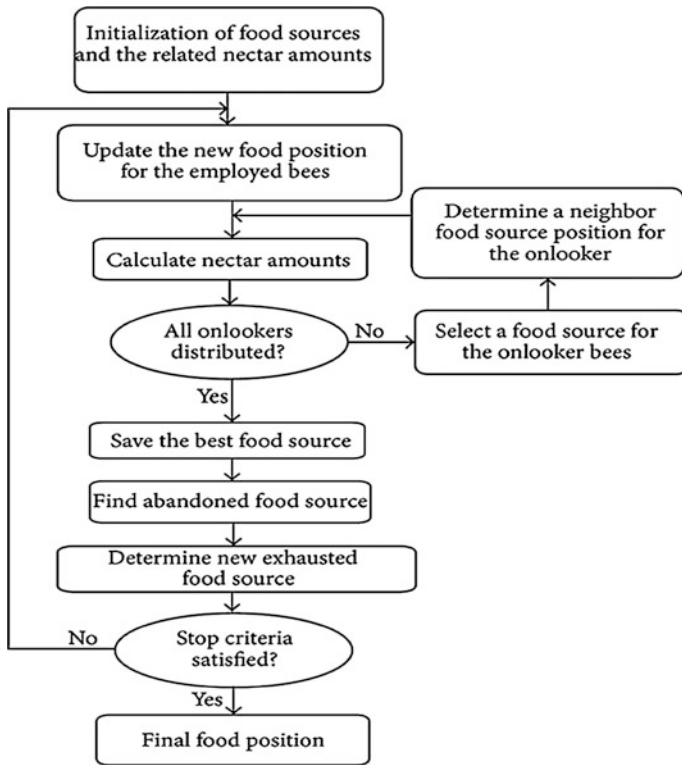 Initialization of food sources
and the related nectar amounts
Update the new food position
for the employed bees
Determine a neighbor
food source position for
the onlooker
Calculate nectar amounts
All onlookers
distributed?
No
Select a food source for
the onlooker bees
Yes
Save the best food source
Find abandoned food source
Determine new exhausted
food source
No
Stop criteria
satisfied?
Yes
Final food position